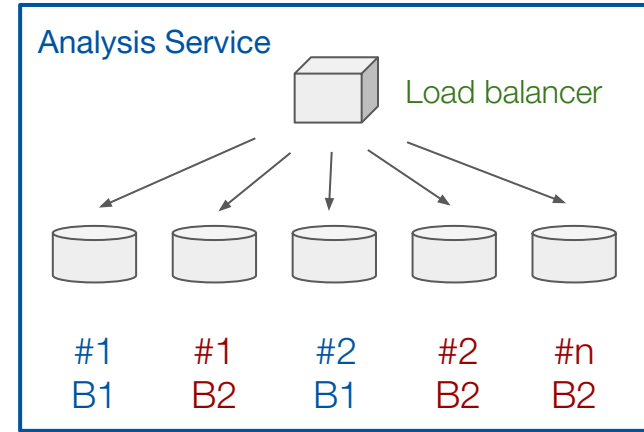 Analysis Service
Load balancer
#1 #1 #2 #2 #n
B1 B2 B1 B2 B2